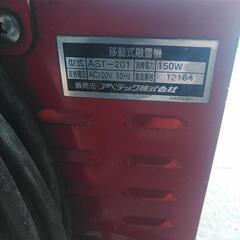 移動式融雪機
型式 AST-201 消費電力 150W
定格電圧 AC100V 50Hz 製造番号 12164
販売元 アベテック株式会社